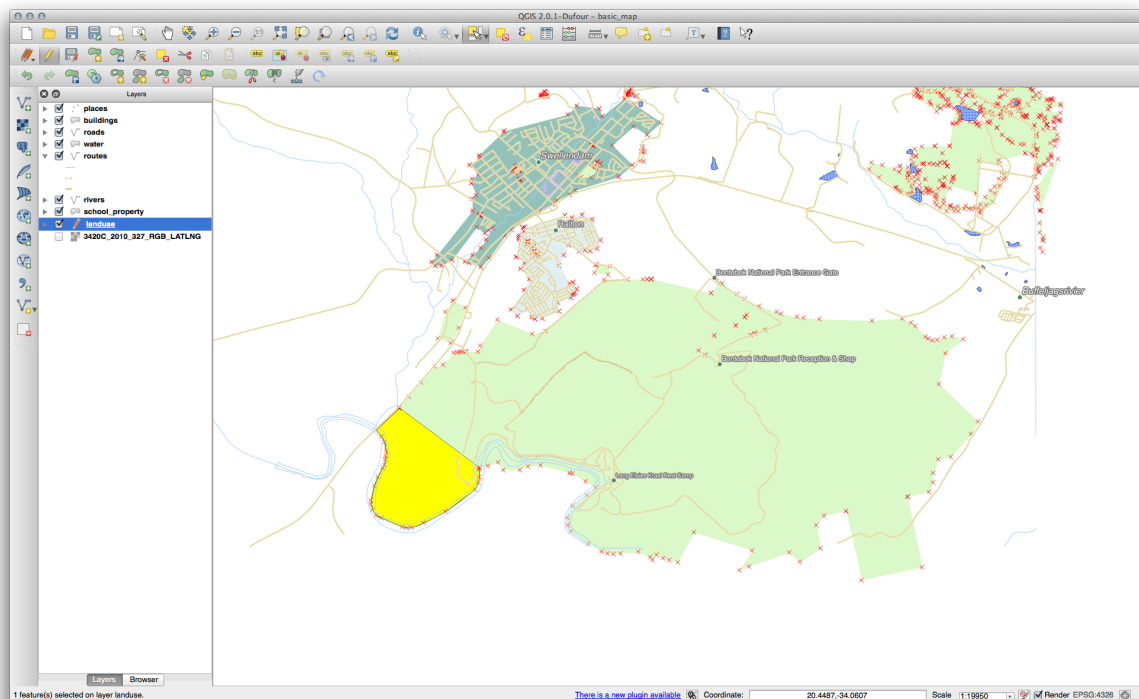 QGIS 2.0.1-Dufour - basic_map
Layers
places
buildings
roads
water
routes
rivers
school_property
landuse
3420C_2010_327_RGB_LATLNG
Swellendam
Railton
Bontebok National Park Entrance Gate
Buffeljagsrivier
Bontebok National Park Reception & Shop
Lang Elsies Kraal Rest Camp
Layers Browser
1 feature(s) selected on layer landuse. There is a new plugin available Coordinate: 20.4487,-34.0607 Scale 1:19950 Render EPSG:4326